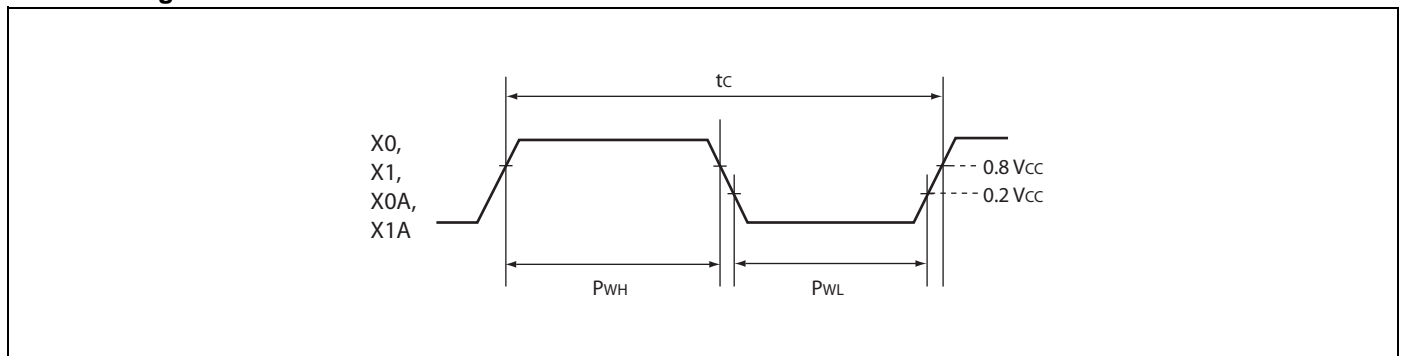 tC
X0,
X1,
X0A,
X1A
0.8 VCC
0.2 VCC
PWH
PWL